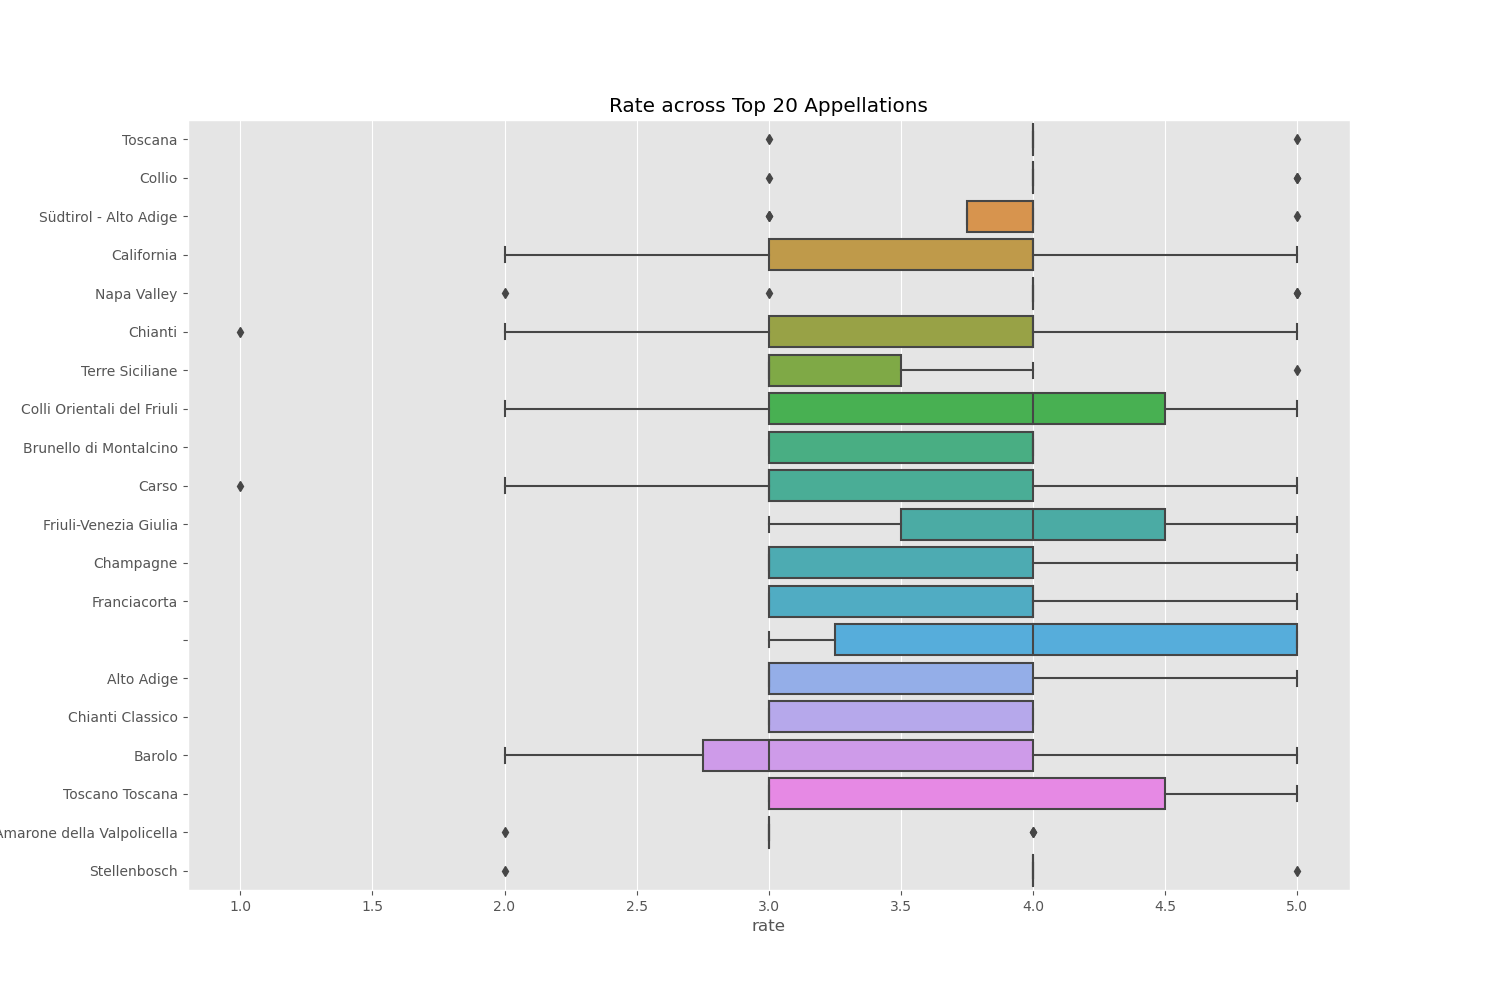 Rate across Top 20 Appellations
Toscana
Collio
Südtirol - Alto Adige
California
Napa Valley
Chianti
Terre Siciliane
Colli Orientali del Friuli
Brunello di Montalcino
Carso
Friuli-Venezia Giulia
Champagne
Franciacorta
Alto Adige
Chianti Classico
Barolo
Toscano Toscana
Amarone della Valpolicella
Stellenbosch
1.0 1.5 2.0 2.5 3.0 3.5 4.0 4.5 5.0
rate